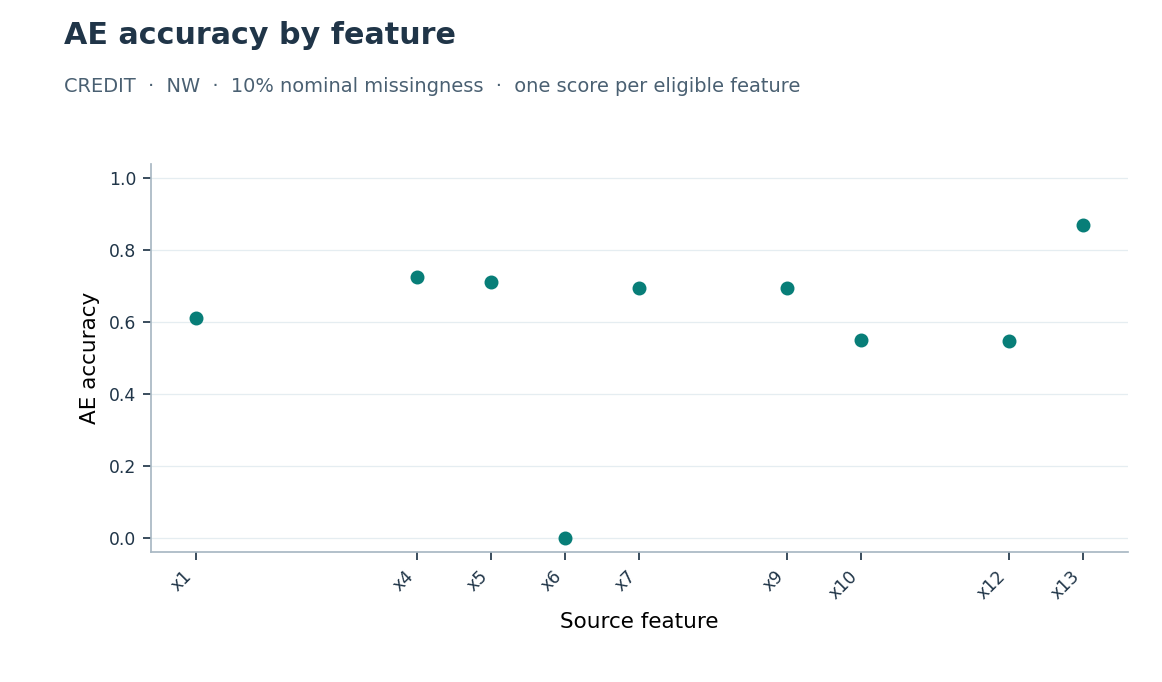 AE accuracy by feature
CREDIT · NW · 10% nominal missingness · one score per eligible feature
1.0
0.8
0.6
0.4
0.2
0.0
AE accuracy
x1 x4 x5 x6 x7 x9 x10 x12 x13
Source feature